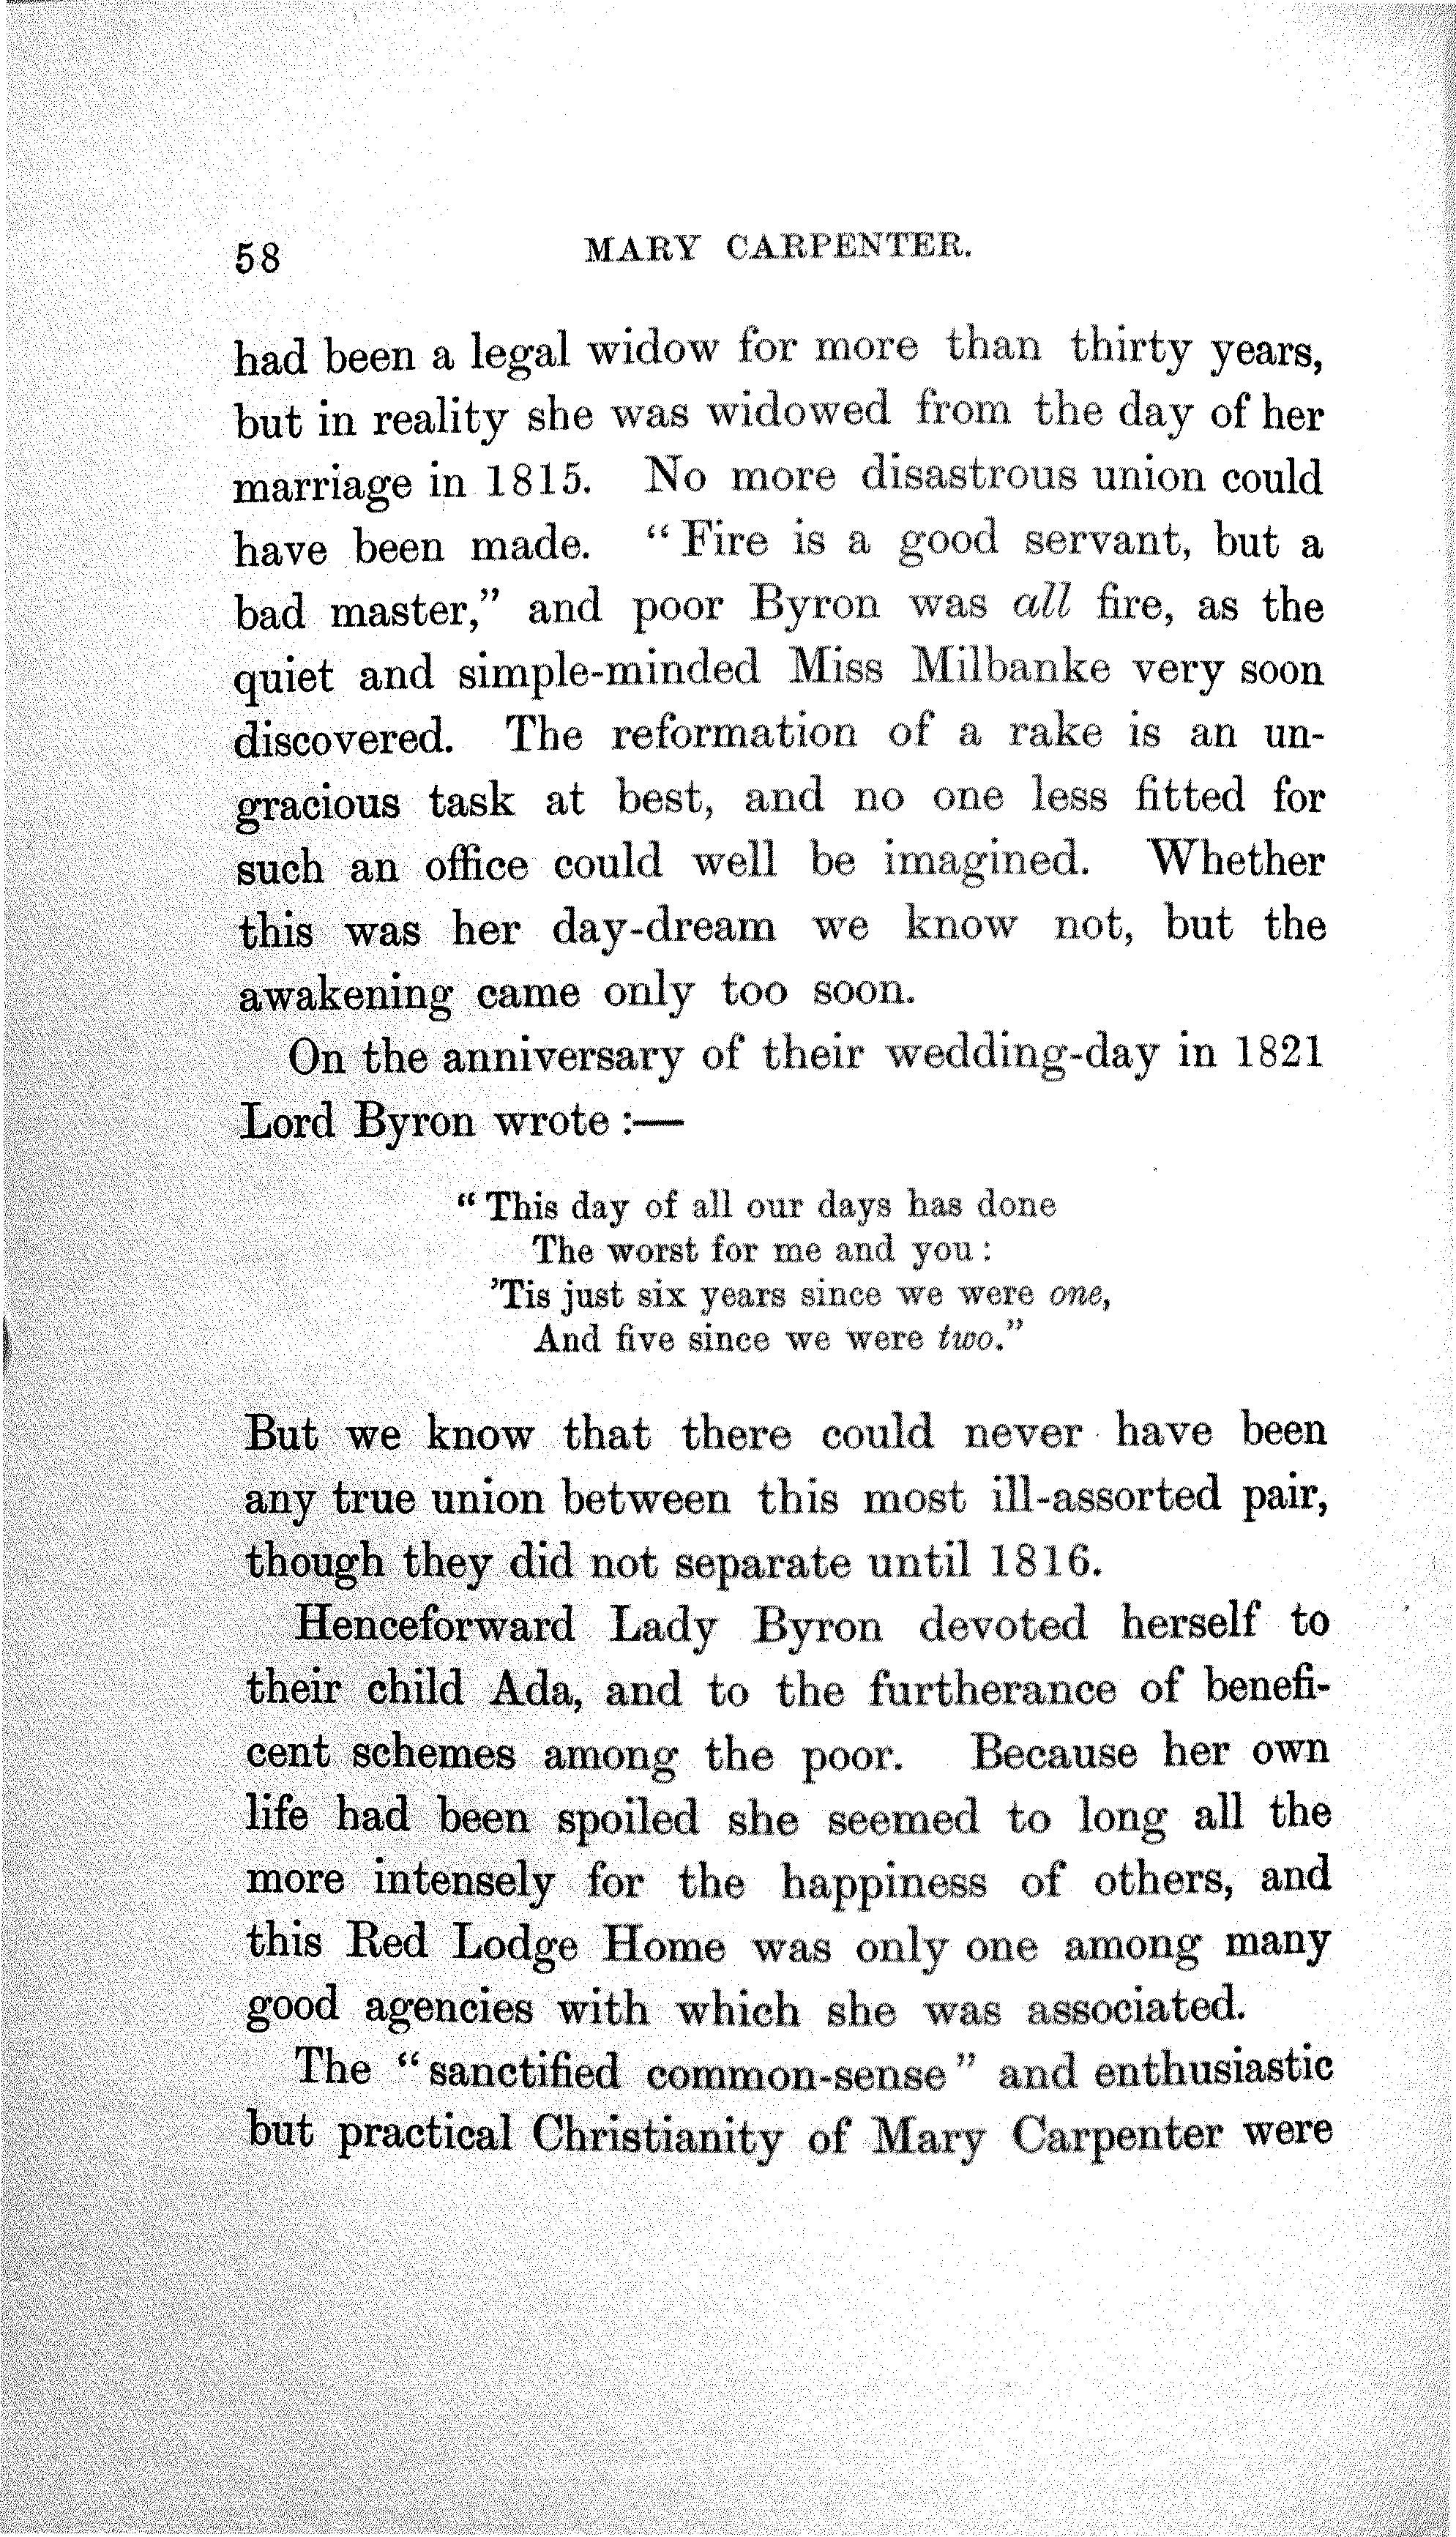 58 MARY CARPENTER.
had been a legal widow for more than thirty years,
but in reality she was widowed from the day of her
marriage in 1815. No more disastrous union could
have been made. “Fire is a good servant, but a
bad master,” and poor Byron was all fire, as the
quiet and simple-minded Miss Milbanke very soon
discovered. The reformation of a rake is an un-
gracious task at best, and no one less fitted for
such an office could well be imagined. Whether
this was her day-dream we know not, but the
awakening came only too soon.
On the anniversary of their wedding-day in 1821
Lord Byron wrote :—
“This day of all our days has done
The worst for me and you :
’Tis just six years since we were one,
And five since we were two.”
But we know that there could never have been
any true union between this most ill-assorted pair,
though they did not separate until 1816.
Henceforward Lady Byron devoted herself to
their child Ada, and to the furtherance of benefi-
cent schemes among the poor. Because her own
life had been spoiled she seemed to long all the
more intensely for the happiness of others, and
this Red Lodge Home was only one among many
good agencies with which she was associated.
The “sanctified common-sense” and enthusiastic
but practical Christianity of Mary Carpenter were